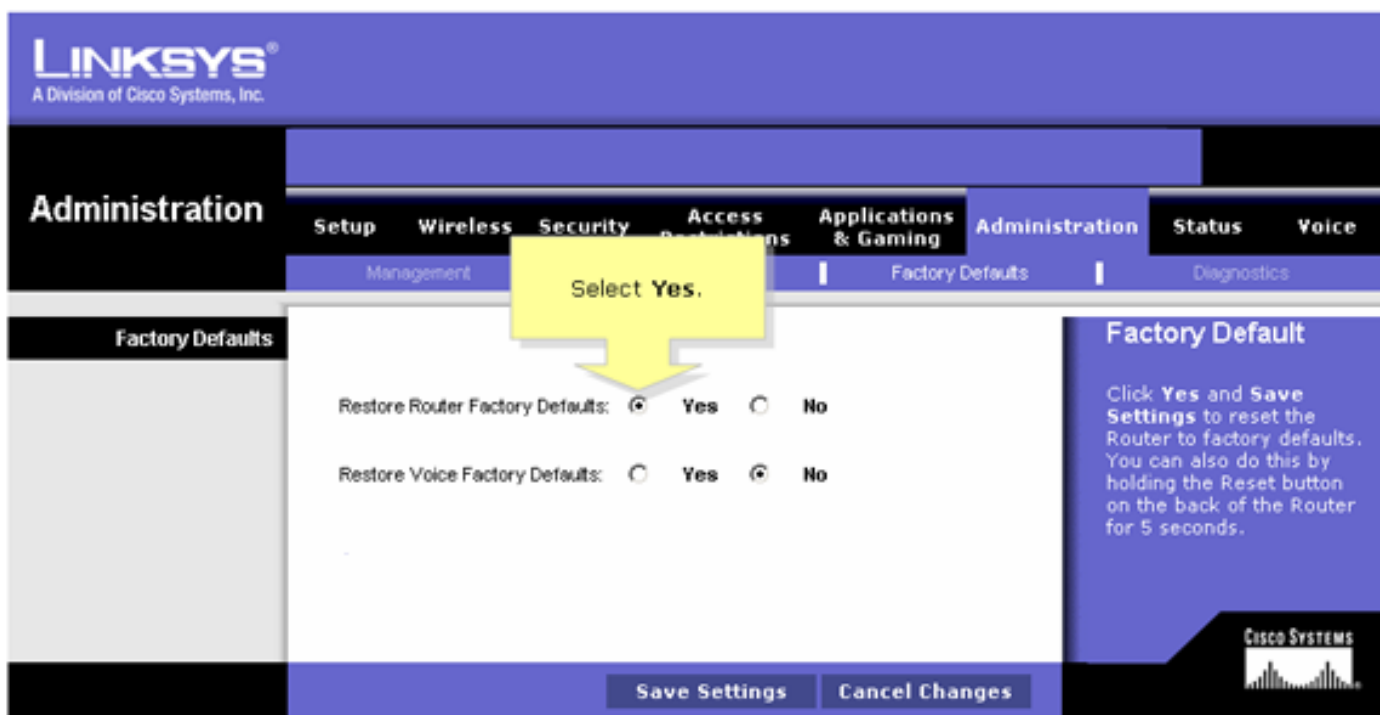 LINKSYS®
A Division of Cisco Systems, Inc.
Administration
Setup Wireless Security Access Applications & Gaming Administration Status Voice
Management Factory Defaults Diagnostics
Select Yes.
Factory Defaults
Restore Router Factory Defaults: Yes No
Restore Voice Factory Defaults: Yes No
Factory Default
Click Yes and Save
Settings to reset the
Router to factory defaults.
You can also do this by
holding the Reset button
on the back of the Router
for 5 seconds.
CISCO SYSTEMS
Save Settings Cancel Changes